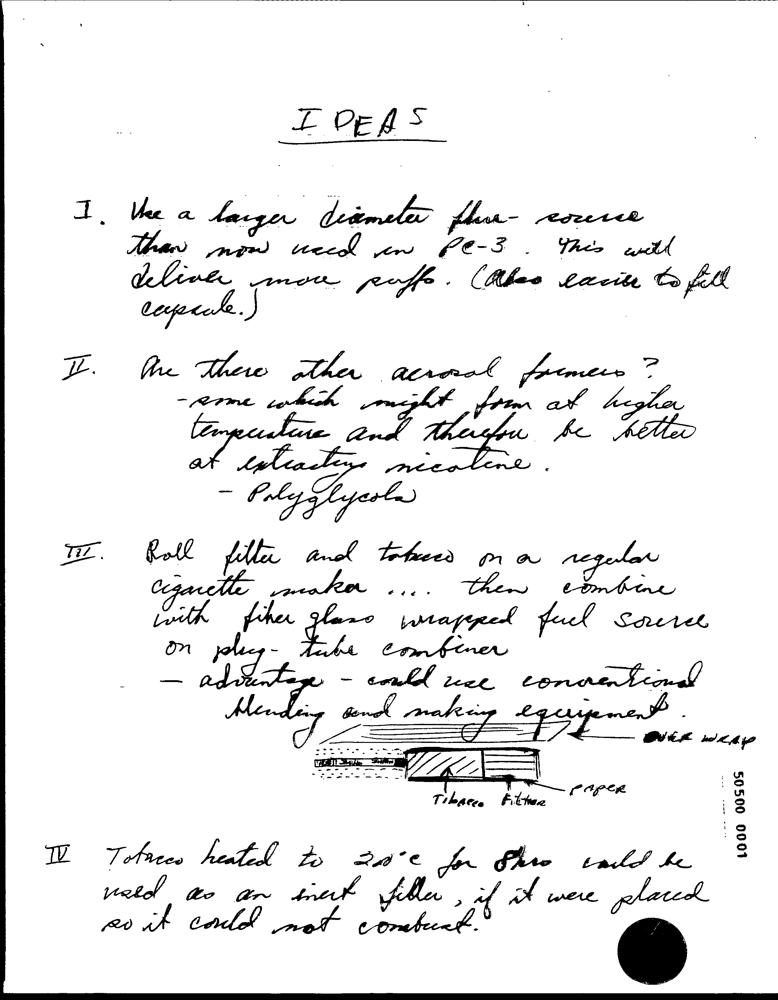 IDEAS
I. Use a larger diameter flue-source
than now used in PC-3. This will
deliver more puffs. (Also easier to fill
capsule.)
II. Are there other aerosol formers?
- some which might form at higher
temperature and therefore be better
at extracting nicotine.
- Polyglycols
III. Roll filter and tobacco on a regular
cigarette maker .... then combine
with fiber glass wrapped fuel source
on plug-tube combiner
- advantage - could use conventional
blending and making equipment.
OVER WRAP
PAPER
TOBACCO FILTER
50500 0001
IV Tobacco heated to °C for 8hrs could be
used as an inert filler, if it were placed
so it could not combust.